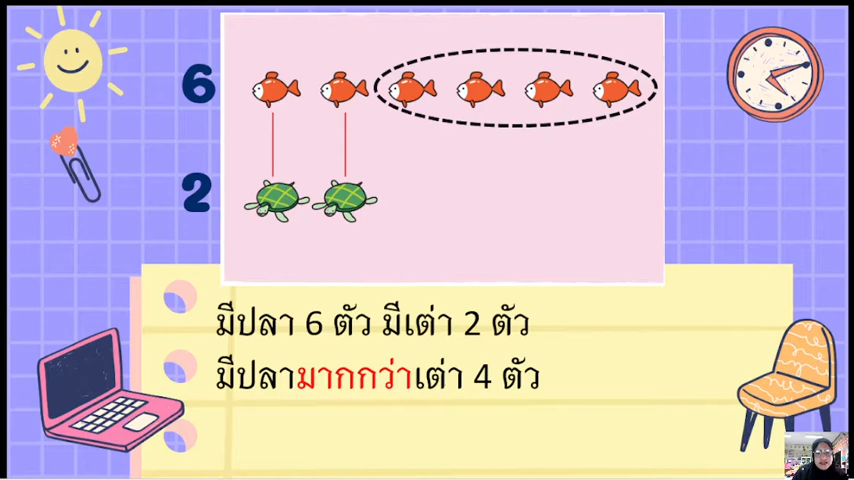 6
2
มีปลา 6 ตัว มีเต่า 2 ตัว
มีปลามากกว่าเต่า 4 ตัว